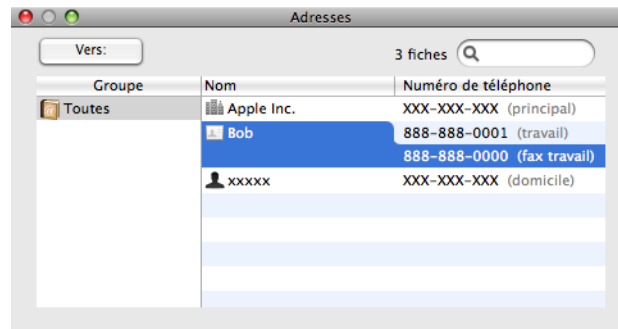 Adresses
Vers:
3 fiches
Groupe Nom Numéro de téléphone
Toutes Apple Inc. XXX-XXX-XXX (principal)
Bob 888-888-0001 (travail)
888-888-0000 (fax travail)
xxxxx XXX-XXX-XXX (domicile)